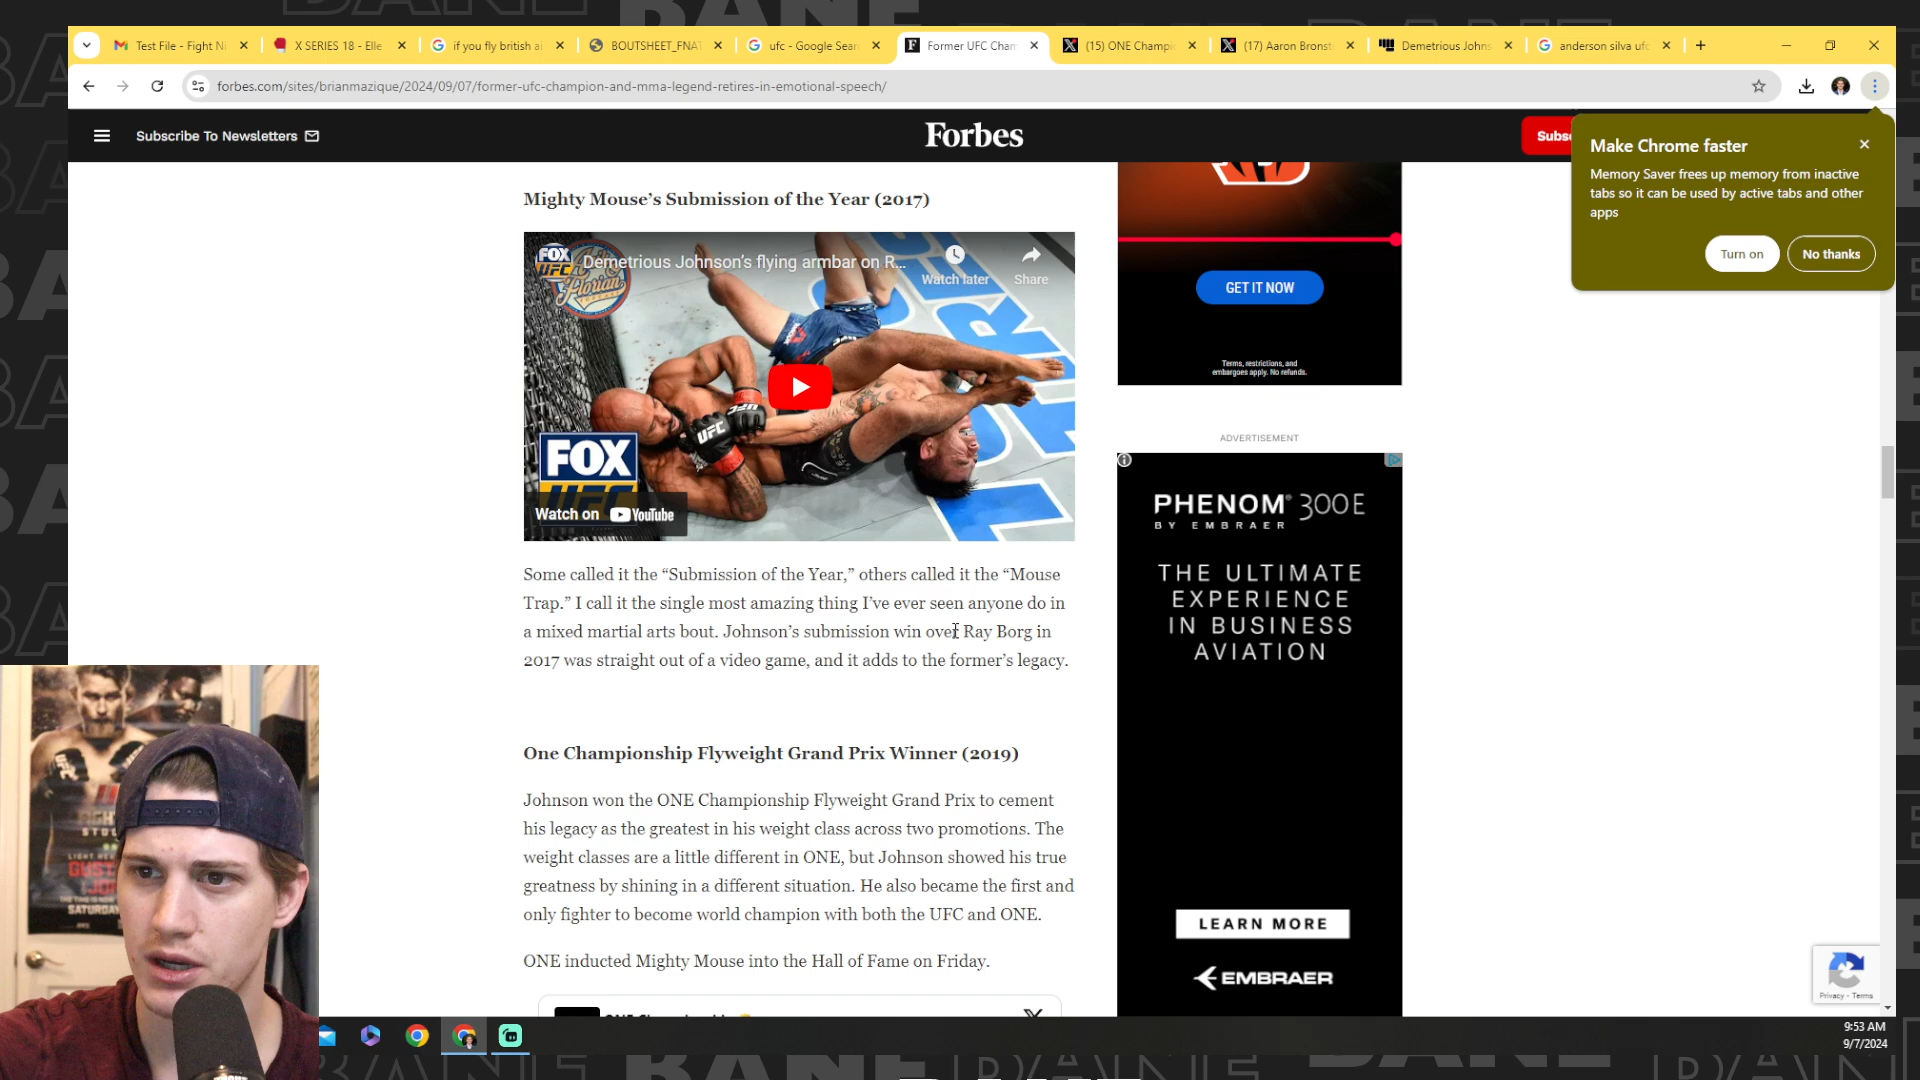 Test File - Fight Ni
X SERIES 18 - Elle
if you fly british ai
BOUTSHEET_FNAT
ufc - Google Sear
Former UFC Cham
(15) ONE Champic
(17) Aaron Bronste
Demetrious Johns
anderson silva ufc
forbes.com/sites/brianmazique/2024/09/07/former-ufc-champion-and-mma-legend-retires-in-emotional-speech/
Subscribe To Newsletters
Forbes
Subsc
Make Chrome faster
Memory Saver frees up memory from inactive
tabs so it can be used by active tabs and other
apps
Turn on
No thanks
Mighty Mouse’s Submission of the Year (2017)
FOX
UFC
Florian
Demetrious Johnson’s flying armbar on R...
Watch later
Share
UFC
FOX
UFC
Watch on YouTube
GET IT NOW
Terms, restrictions, and
embargoes apply. No refunds.
ADVERTISEMENT
PHENOM® 300E
BY EMBRAER
THE ULTIMATE
EXPERIENCE
IN BUSINESS
AVIATION
LEARN MORE
EMBRAER
Some called it the “Submission of the Year,” others called it the “Mouse
Trap.” I call it the single most amazing thing I’ve ever seen anyone do in
a mixed martial arts bout. Johnson’s submission win over Ray Borg in
2017 was straight out of a video game, and it adds to the former’s legacy.
One Championship Flyweight Grand Prix Winner (2019)
Johnson won the ONE Championship Flyweight Grand Prix to cement
his legacy as the greatest in his weight class across two promotions. The
weight classes are a little different in ONE, but Johnson showed his true
greatness by shining in a different situation. He also became the first and
only fighter to become world champion with both the UFC and ONE.
ONE inducted Mighty Mouse into the Hall of Fame on Friday.
Privacy - Terms
9:53 AM
9/7/2024
SATURDAY
BANE